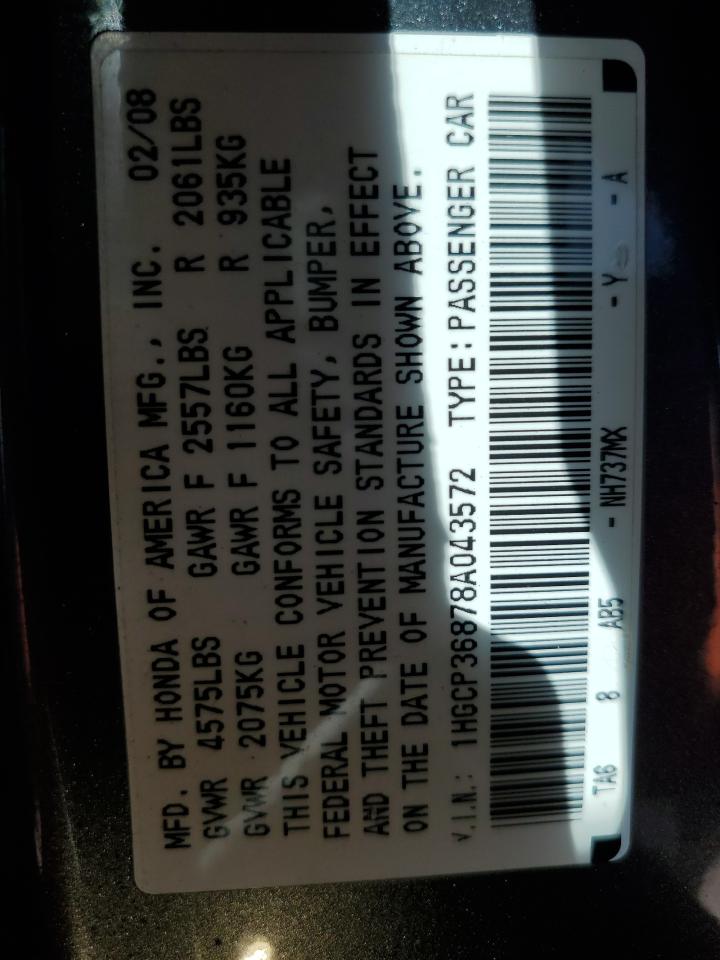 MFD. BY HONDA OF AMERICA MFG., INC. 02/08
GVWR 4575LBS GAWR F 2557LBS R 2061LBS
GVWR 2075KG GAWR F 1160KG R 935KG
THIS VEHICLE CONFORMS TO ALL APPLICABLE
FEDERAL MOTOR VEHICLE SAFETY, BUMPER,
AND THEFT PREVENTION STANDARDS IN EFFECT
ON THE DATE OF MANUFACTURE SHOWN ABOVE.
V.I.N.: 1HGCP36878A043572 TYPE: PASSENGER CAR
TA6 8 AB5 - NH737MX - Y - A